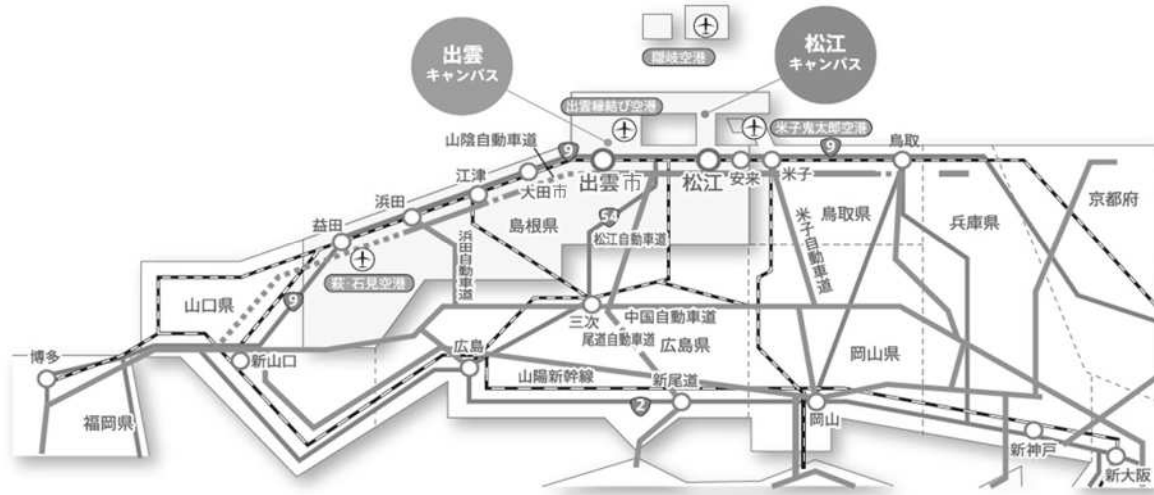 出雲
キャンパス
松江
キャンパス
隠岐空港
出雲縁結び空港
米子鬼太郎空港
山陰自動車道
9
9
鳥取
江津
大田市
出雲市
松江
安来
米子
浜田
益田
島根県
54
松江自動車道
浜田自動車道
米子自動車道
鳥取県
兵庫県
京都府
萩・石見空港
9
山口県
三次
中国自動車道
尾道自動車道
広島県
岡山県
博多
新山口
広島
山陽新幹線
新尾道
2
岡山
福岡県
新神戸
新大阪